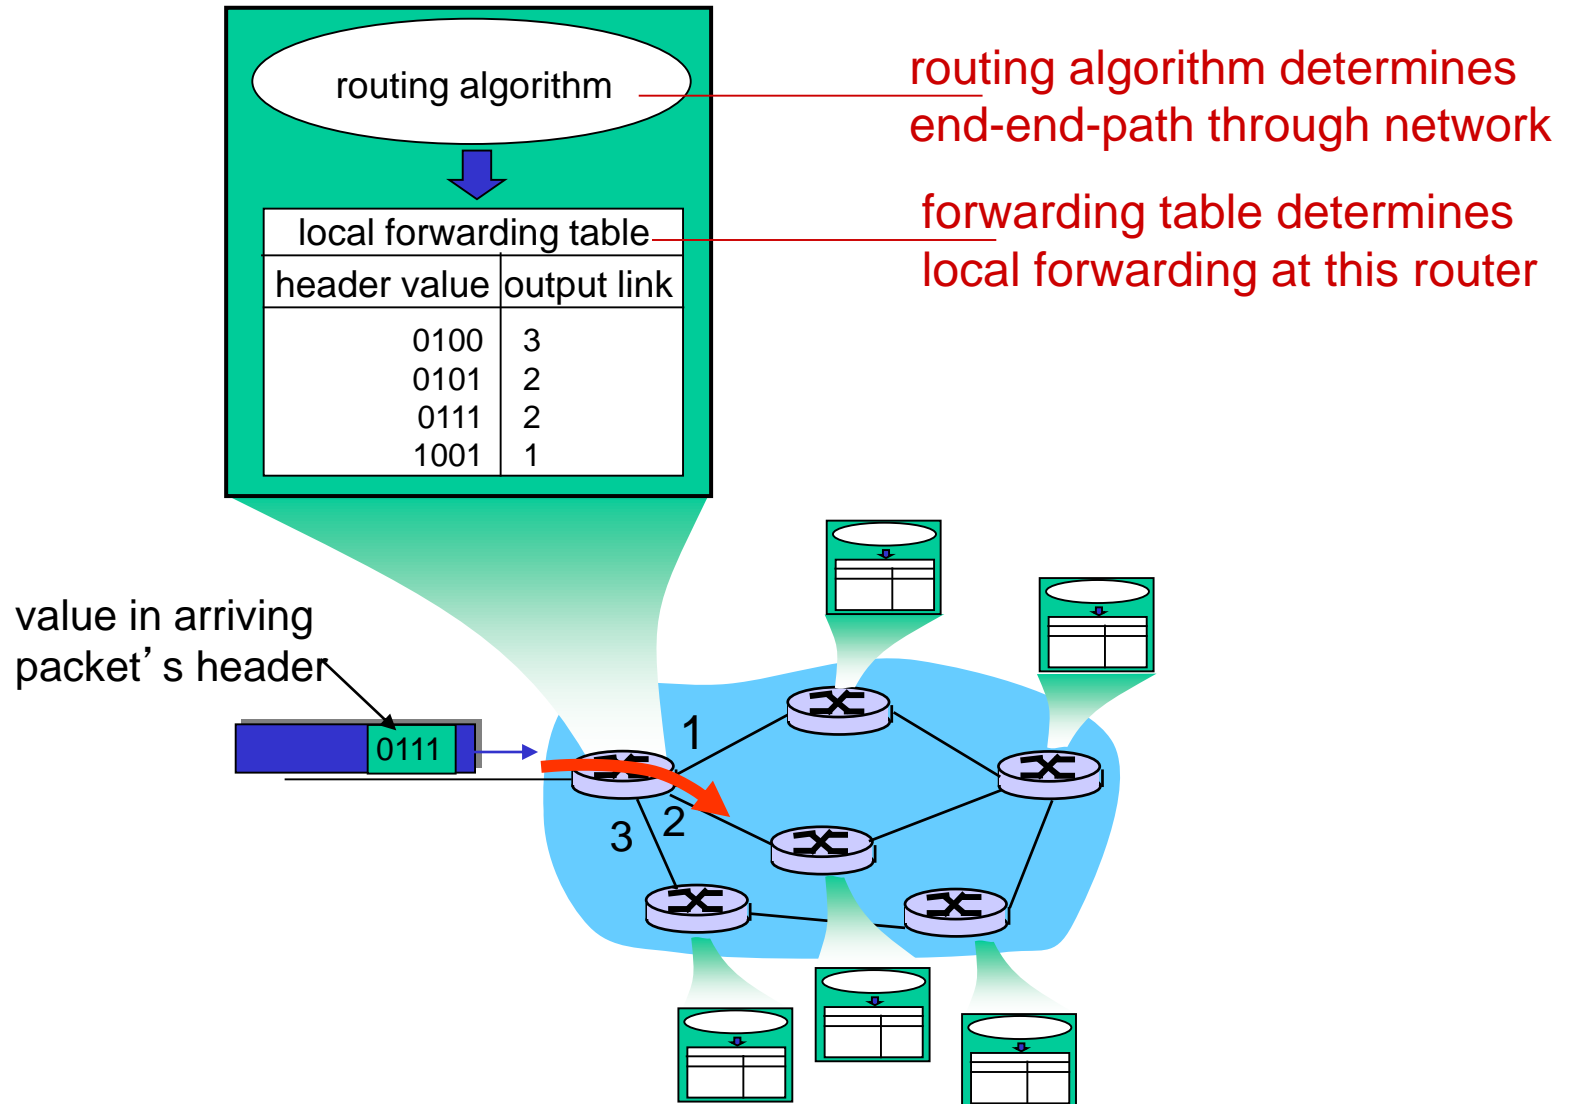 routing algorithm
routing algorithm determines
end-end-path through network
local forwarding table
forwarding table determines
local forwarding at this router
header value output link
0100 3
0101 2
0111 2
1001 1
value in arriving
packet’s header
0111
1
2
3